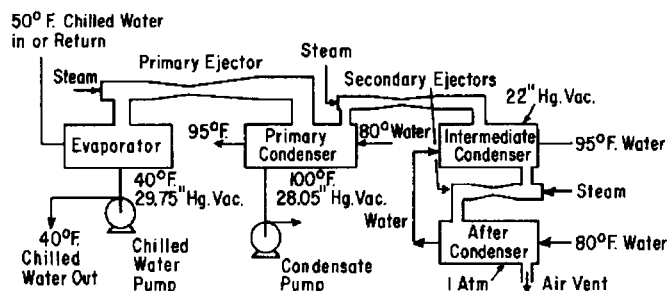 50° F. Chilled Water
in or Return
Primary Ejector
Steam
Steam
Secondary Ejectors
22" Hg. Vac.
Evaporator
95°F.
Primary
Condenser
80° Water
Intermediate
Condenser
95°F. Water
40°F.
29.75" Hg. Vac.
100°F.
28.05" Hg. Vac.
Water
Steam
40°F.
Chilled
Water Out
Chilled
Water
Pump
Condensate
Pump
After
Condenser
80°F. Water
1 Atm
Air Vent